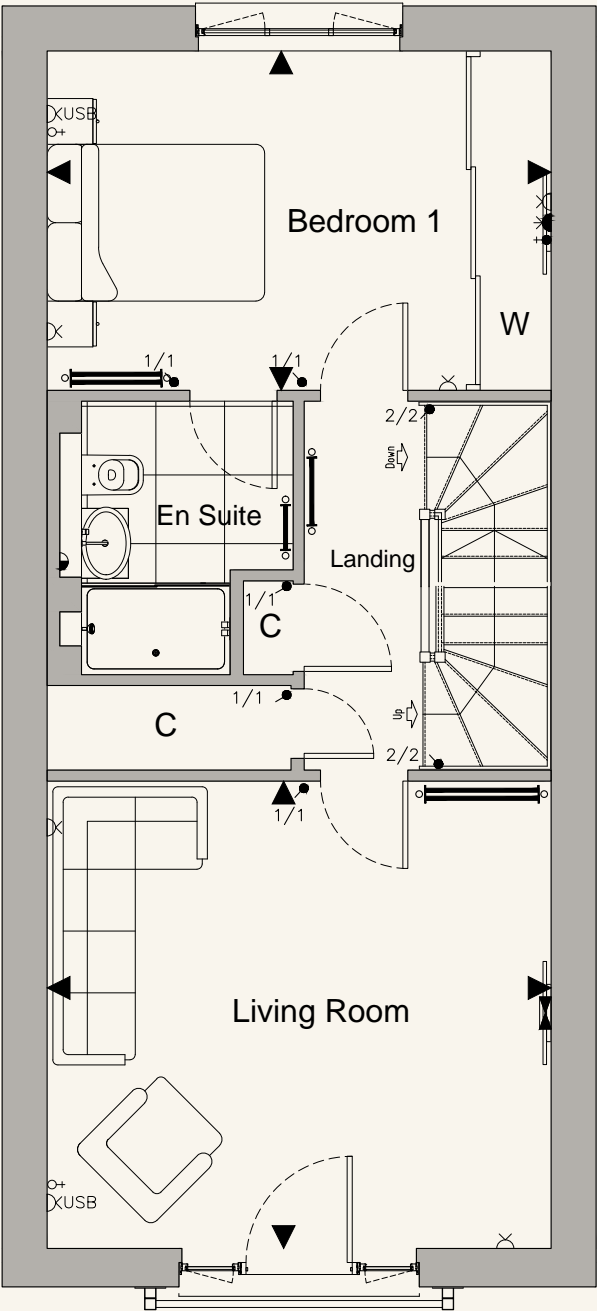 USB
Bedroom 1
W
1/1
1/1
2/2
Down
En Suite
Landing
1/1
C
1/1
C
Up
2/2
1/1
Living Room
USB